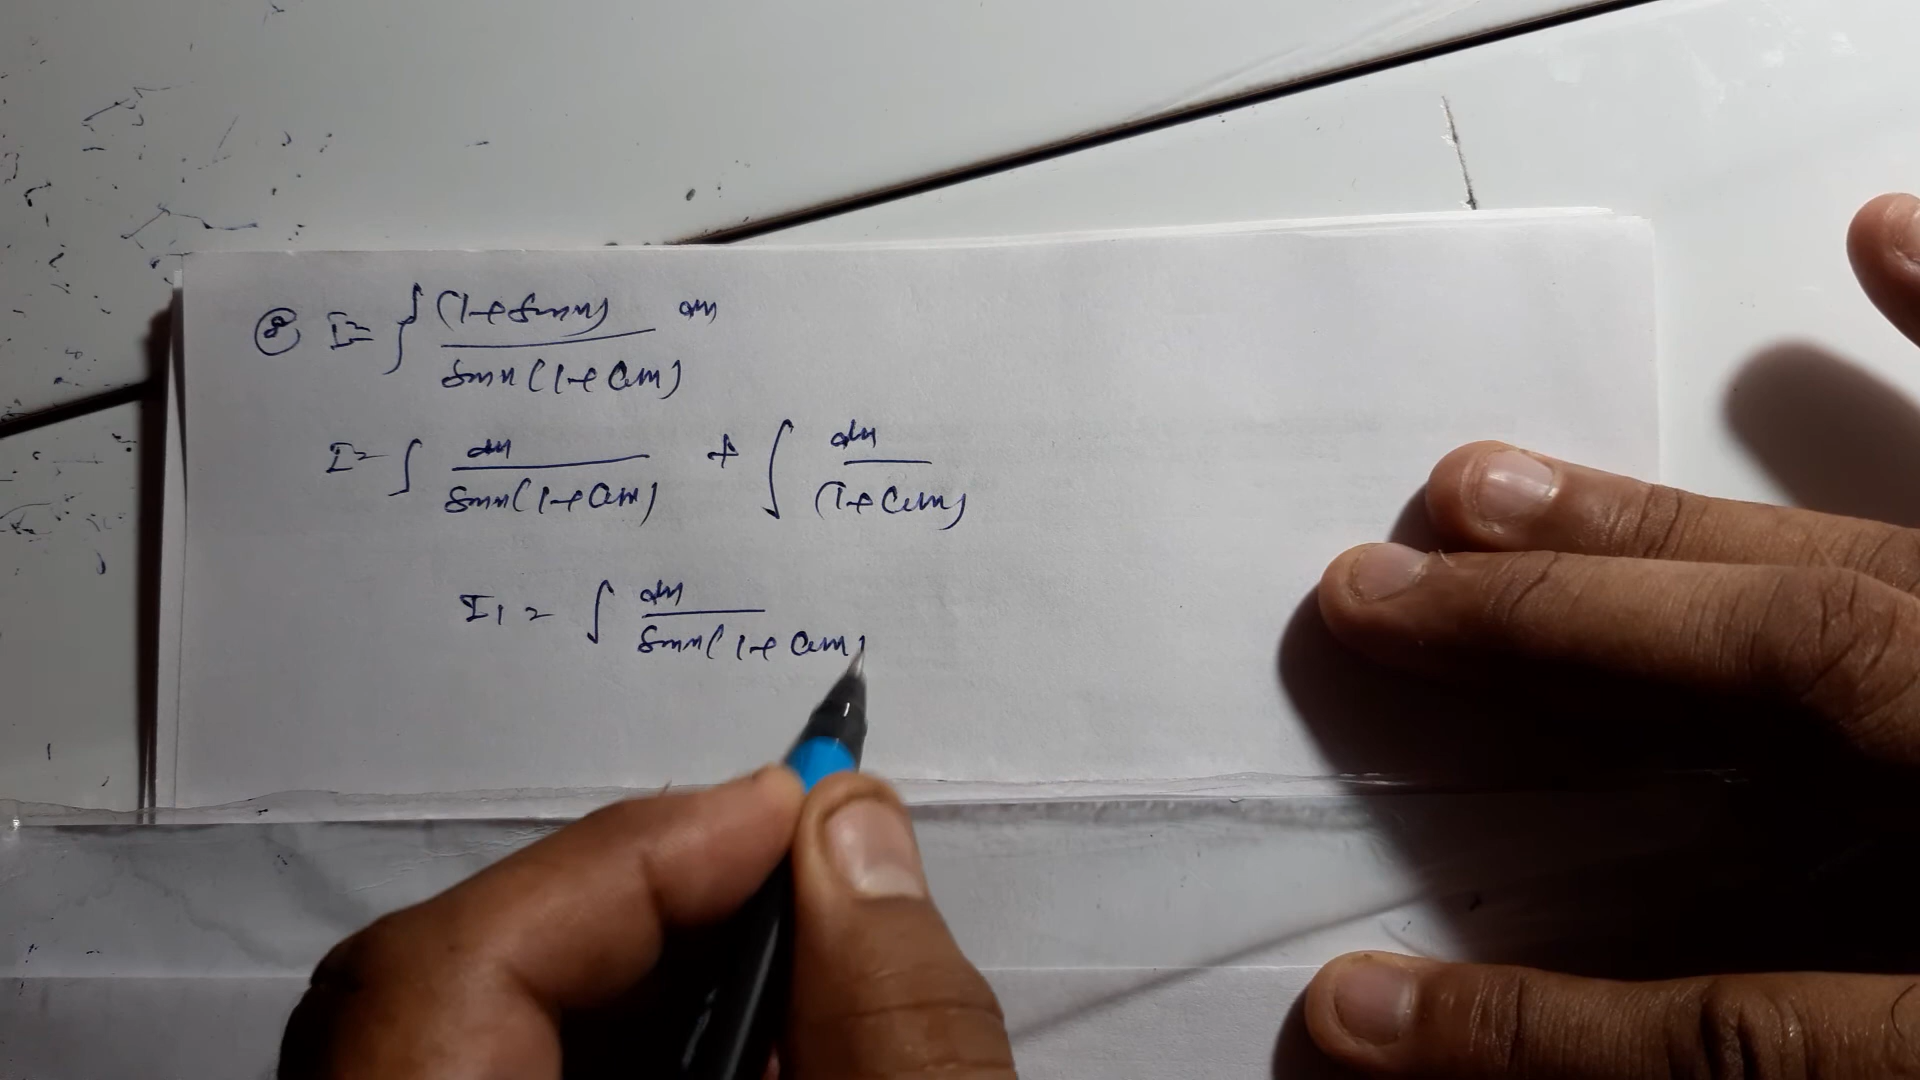 ⑧ I = ∫ (1+sinx) / sinx(1+cosx) dx
I = ∫ dx / sinx(1+cosx) + ∫ dx / (1+cosx)
I1 = ∫ dx / sinx(1+cosx)